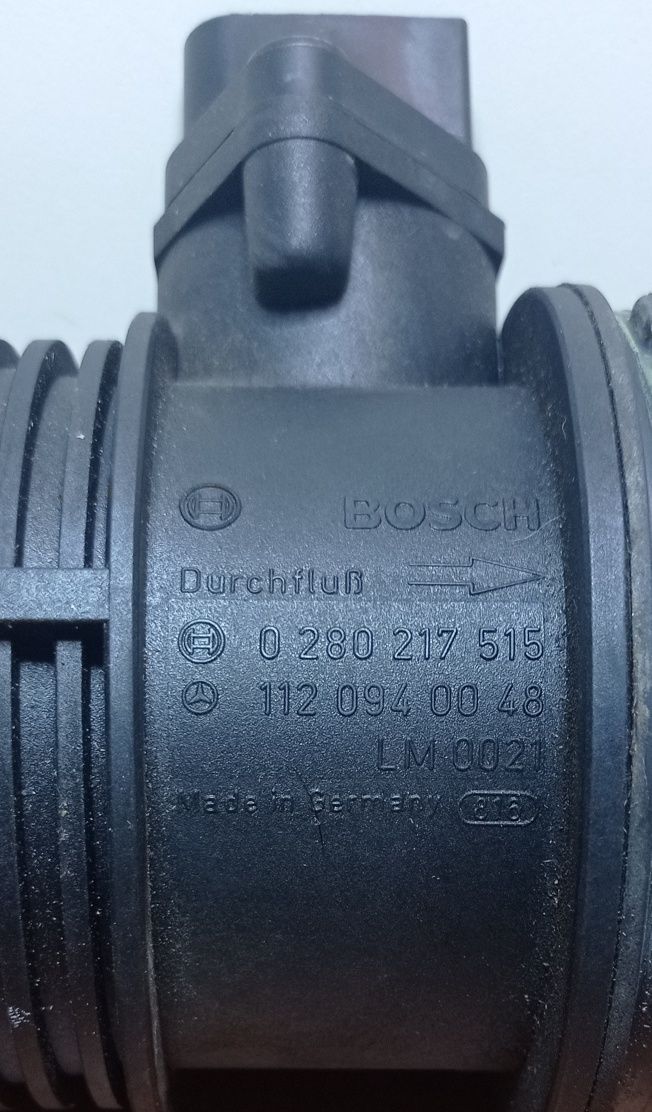 BOSCH
Durchfluß
0 280 217 515
112 094 00 48
LM 0021
Made in Germany 816